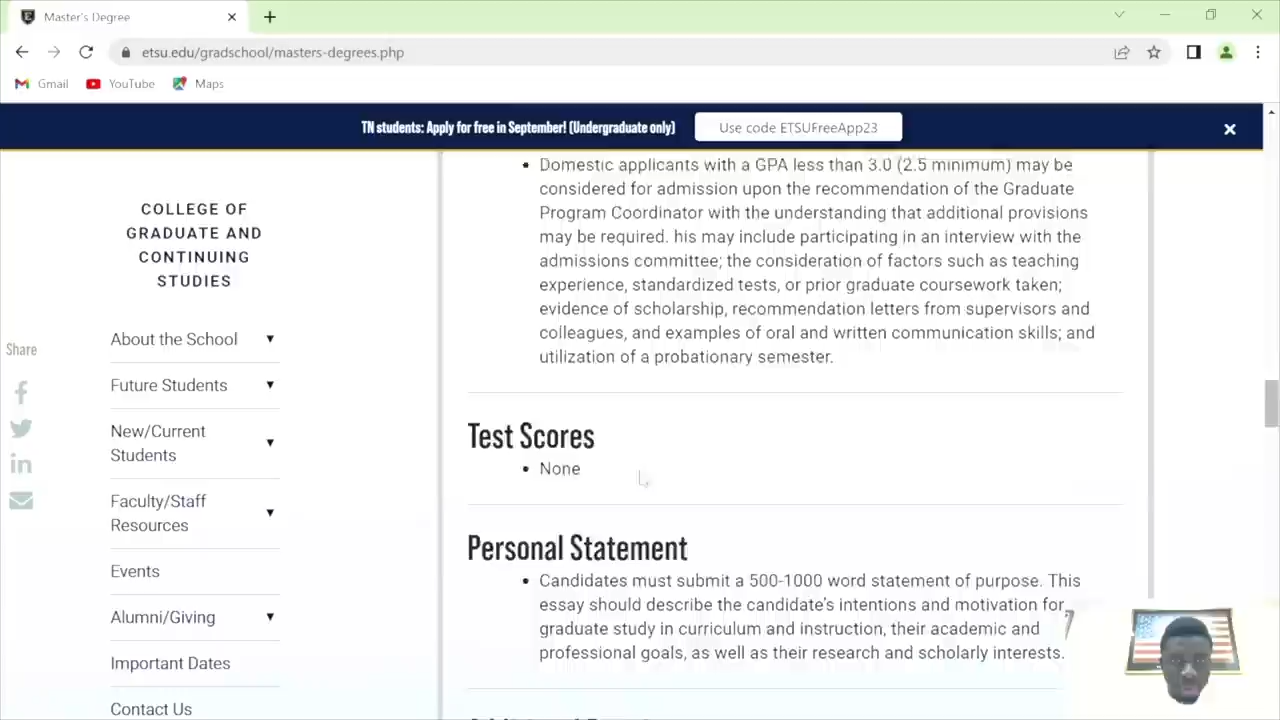 Master's Degree
etsu.edu/gradschool/masters-degrees.php
Gmail YouTube Maps
TN students: Apply for free in September! (Undergraduate only) Use code ETSUFreeApp23
COLLEGE OF
GRADUATE AND
CONTINUING
STUDIES
Share
About the School
Future Students
New/Current
Students
Faculty/Staff
Resources
Events
Alumni/Giving
Important Dates
Contact Us
Domestic applicants with a GPA less than 3.0 (2.5 minimum) may be
considered for admission upon the recommendation of the Graduate
Program Coordinator with the understanding that additional provisions
may be required. his may include participating in an interview with the
admissions committee; the consideration of factors such as teaching
experience, standardized tests, or prior graduate coursework taken;
evidence of scholarship, recommendation letters from supervisors and
colleagues, and examples of oral and written communication skills; and
utilization of a probationary semester.
Test Scores
None
Personal Statement
Candidates must submit a 500-1000 word statement of purpose. This
essay should describe the candidate's intentions and motivation for
graduate study in curriculum and instruction, their academic and
professional goals, as well as their research and scholarly interests.